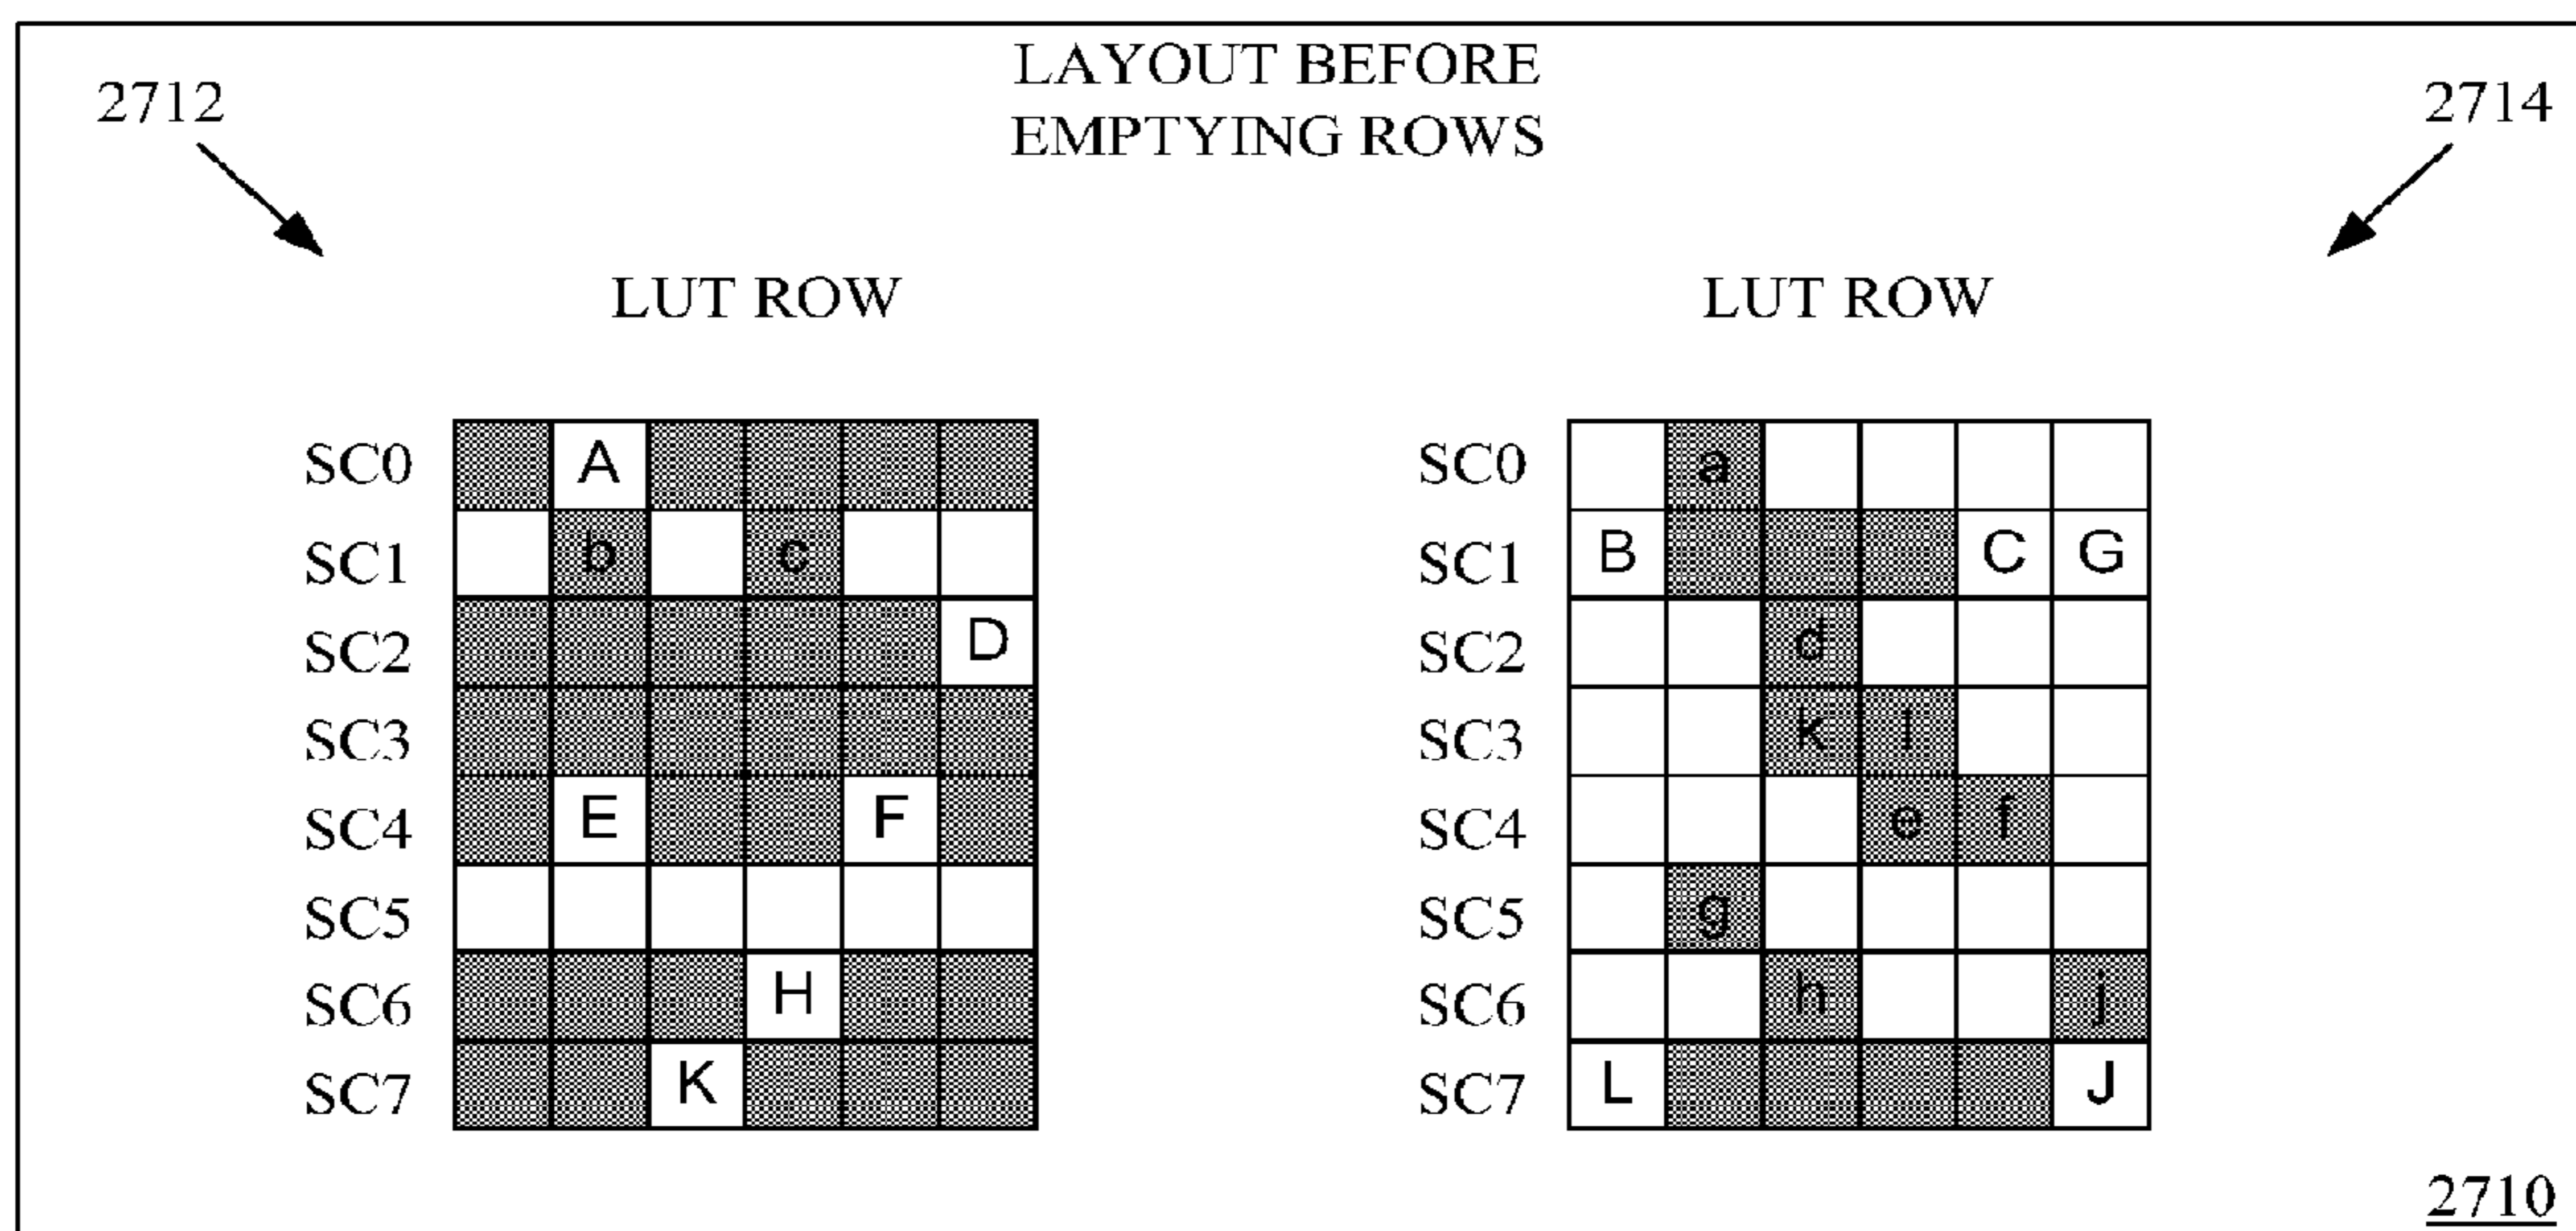 LAYOUT BEFORE
EMPTYING ROWS
2712
2714
LUT ROW
SC0 A
SC1 b c
SC2 D
SC3
SC4 E F
SC5
SC6 H
SC7 K
LUT ROW
SC0 a
SC1 B C G
SC2 d
SC3 k l
SC4 e f
SC5 g
SC6 h j
SC7 L J
2710